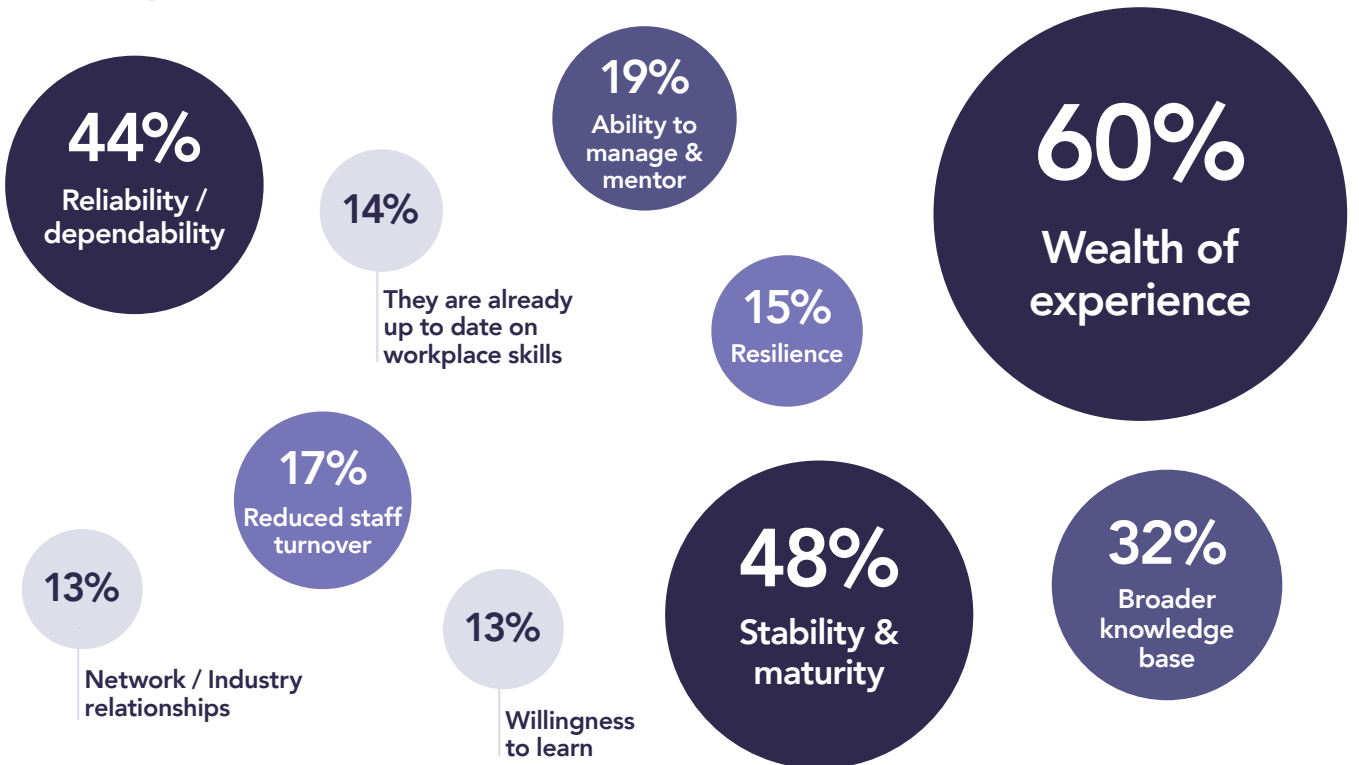 44%
Reliability /
dependability
14%
They are already
up to date on
workplace skills
19%
Ability to
manage &
mentor
15%
Resilience
60%
Wealth of
experience
17%
Reduced staff
turnover
13%
Network / Industry
relationships
13%
Willingness
to learn
48%
Stability &
maturity
32%
Broader
knowledge
base